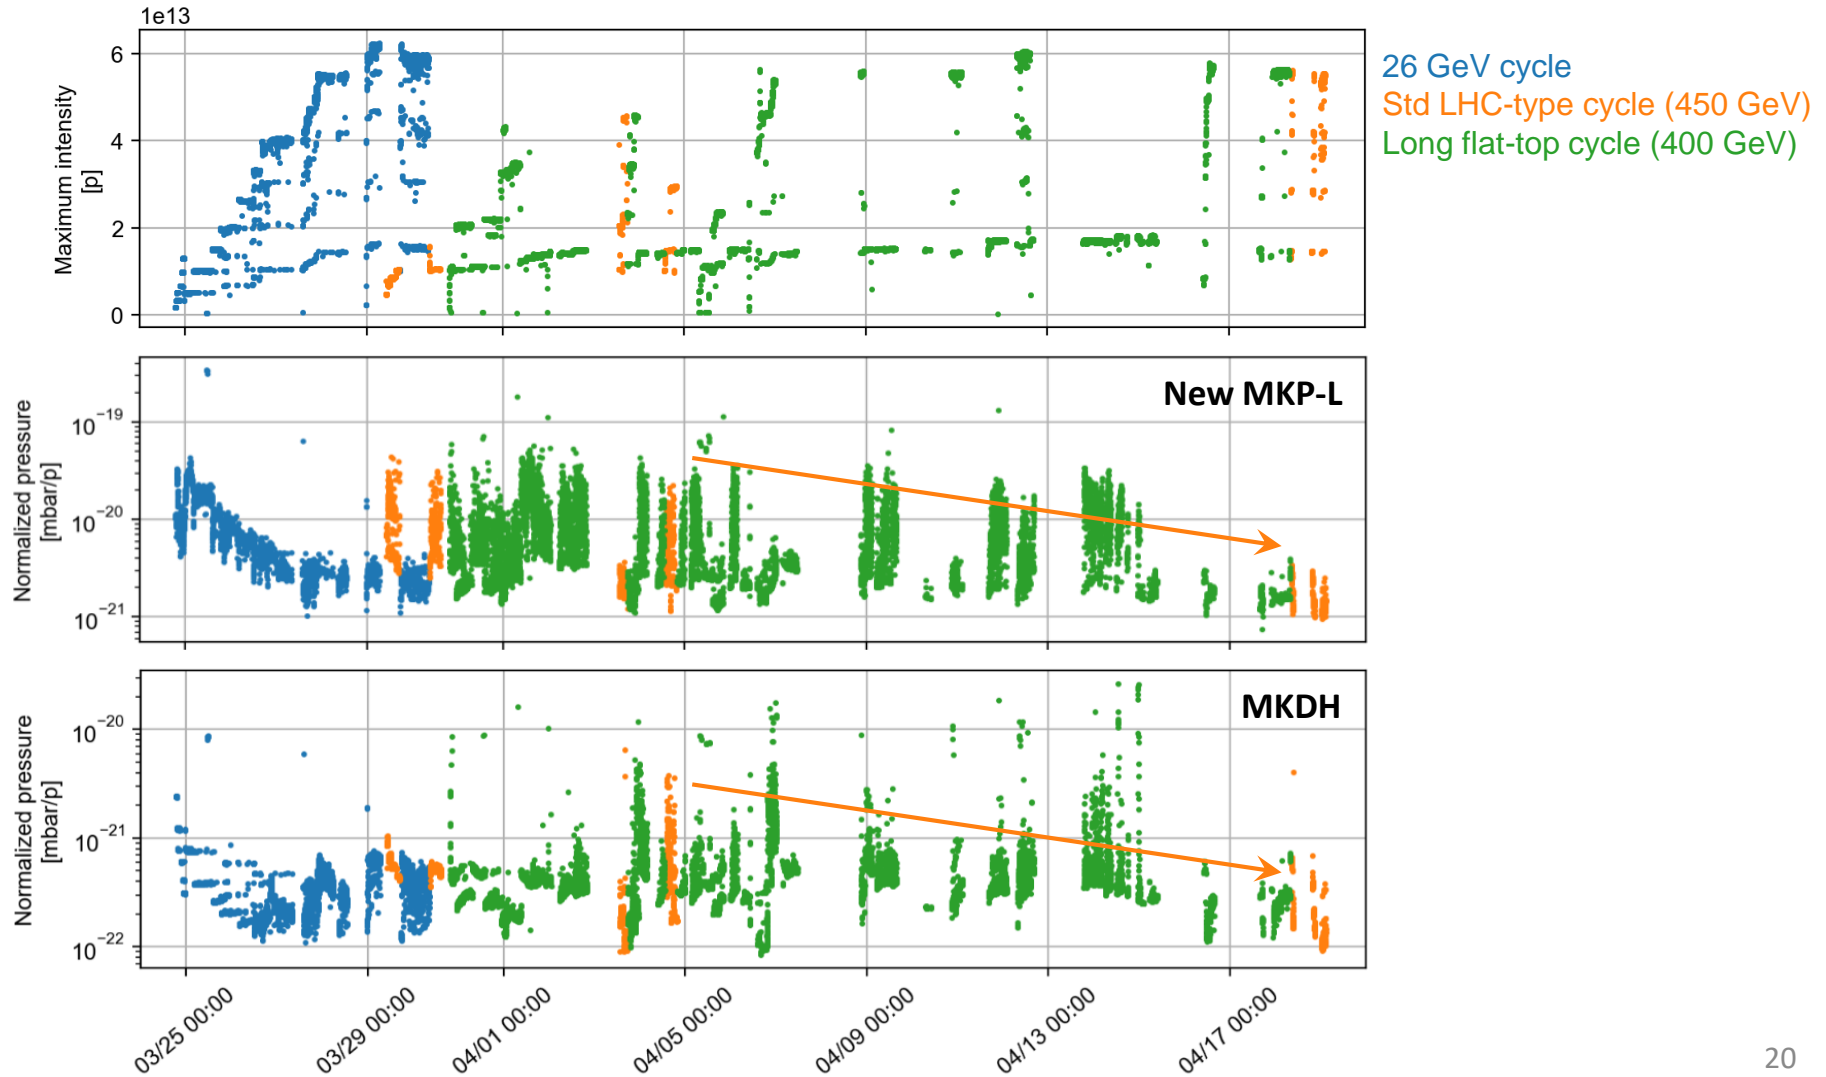 1e13
6
4
2
0
Maximum intensity
[p]
26 GeV cycle
Std LHC-type cycle (450 GeV)
Long flat-top cycle (400 GeV)
New MKP-L
10⁻¹⁹
10⁻²⁰
10⁻²¹
Normalized pressure
[mbar/p]
MKDH
10⁻²⁰
10⁻²¹
10⁻²²
Normalized pressure
[mbar/p]
03/25 00:00
03/29 00:00
04/01 00:00
04/05 00:00
04/09 00:00
04/13 00:00
04/17 00:00
20